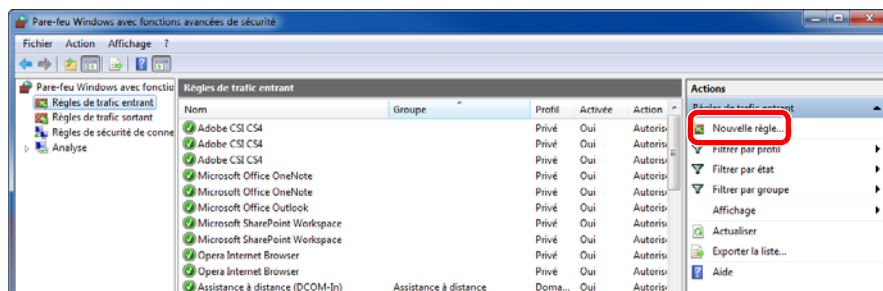 Pare-feu Windows avec fonctions avancées de sécurité
Fichier Action Affichage ?
Pare-feu Windows avec fonctio
Règles de trafic entrant
Règles de trafic sortant
Règles de sécurité de conne
Analyse
Règles de trafic entrant
Nom Groupe Profil Activée Action
Adobe CSI CS4 Privé Oui Autoris
Adobe CSI CS4 Privé Oui Autoris
Adobe CSI CS4 Privé Oui Autoris
Microsoft Office OneNote Privé Oui Autoris
Microsoft Office OneNote Privé Oui Autoris
Microsoft Office Outlook Privé Oui Autoris
Microsoft SharePoint Workspace Privé Oui Autoris
Microsoft SharePoint Workspace Privé Oui Autoris
Opera Internet Browser Privé Oui Autoris
Opera Internet Browser Privé Oui Autoris
Assistance à distance (DCOM-In) Assistance à distance Doma... Oui Autoris
Actions
Règles de trafic entrant
Nouvelle règle...
Filtrer par profil
Filtrer par état
Filtrer par groupe
Affichage
Actualiser
Exporter la liste...
Aide